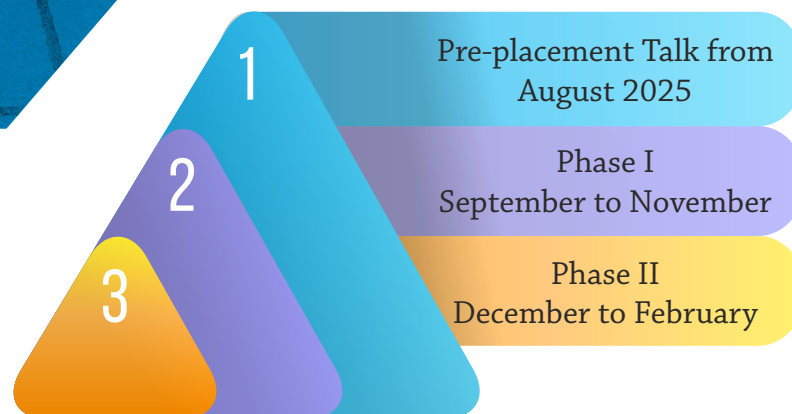 1
Pre-placement Talk from
August 2025
2
Phase I
September to November
3
Phase II
December to February